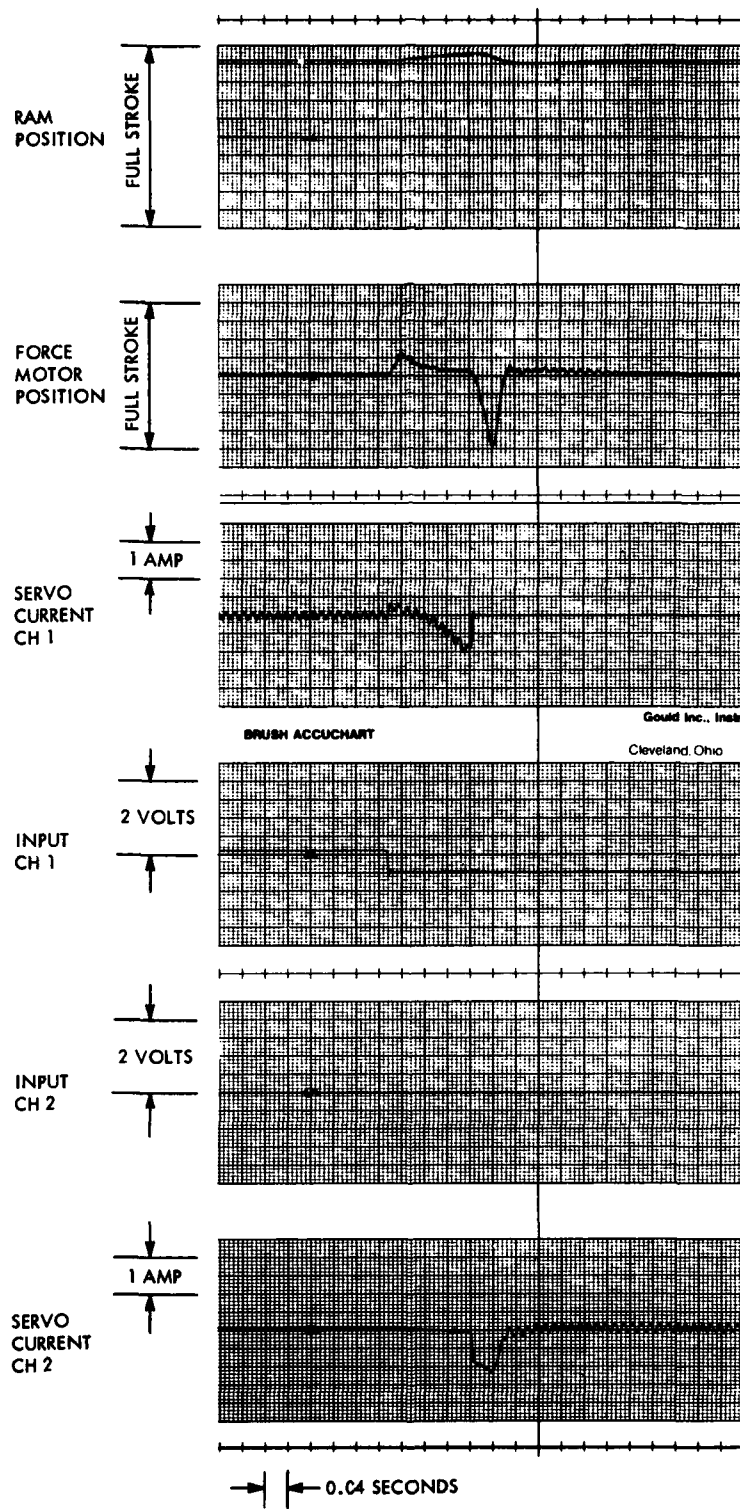 RAM
POSITION
FULL STROKE
FORCE
MOTOR
POSITION
FULL STROKE
1 AMP
SERVO
CURRENT
CH 1
BRUSH ACCUCHART
Gould Inc., Inst
Cleveland, Ohio
2 VOLTS
INPUT
CH 1
2 VOLTS
INPUT
CH 2
1 AMP
SERVO
CURRENT
CH 2
0.04 SECONDS